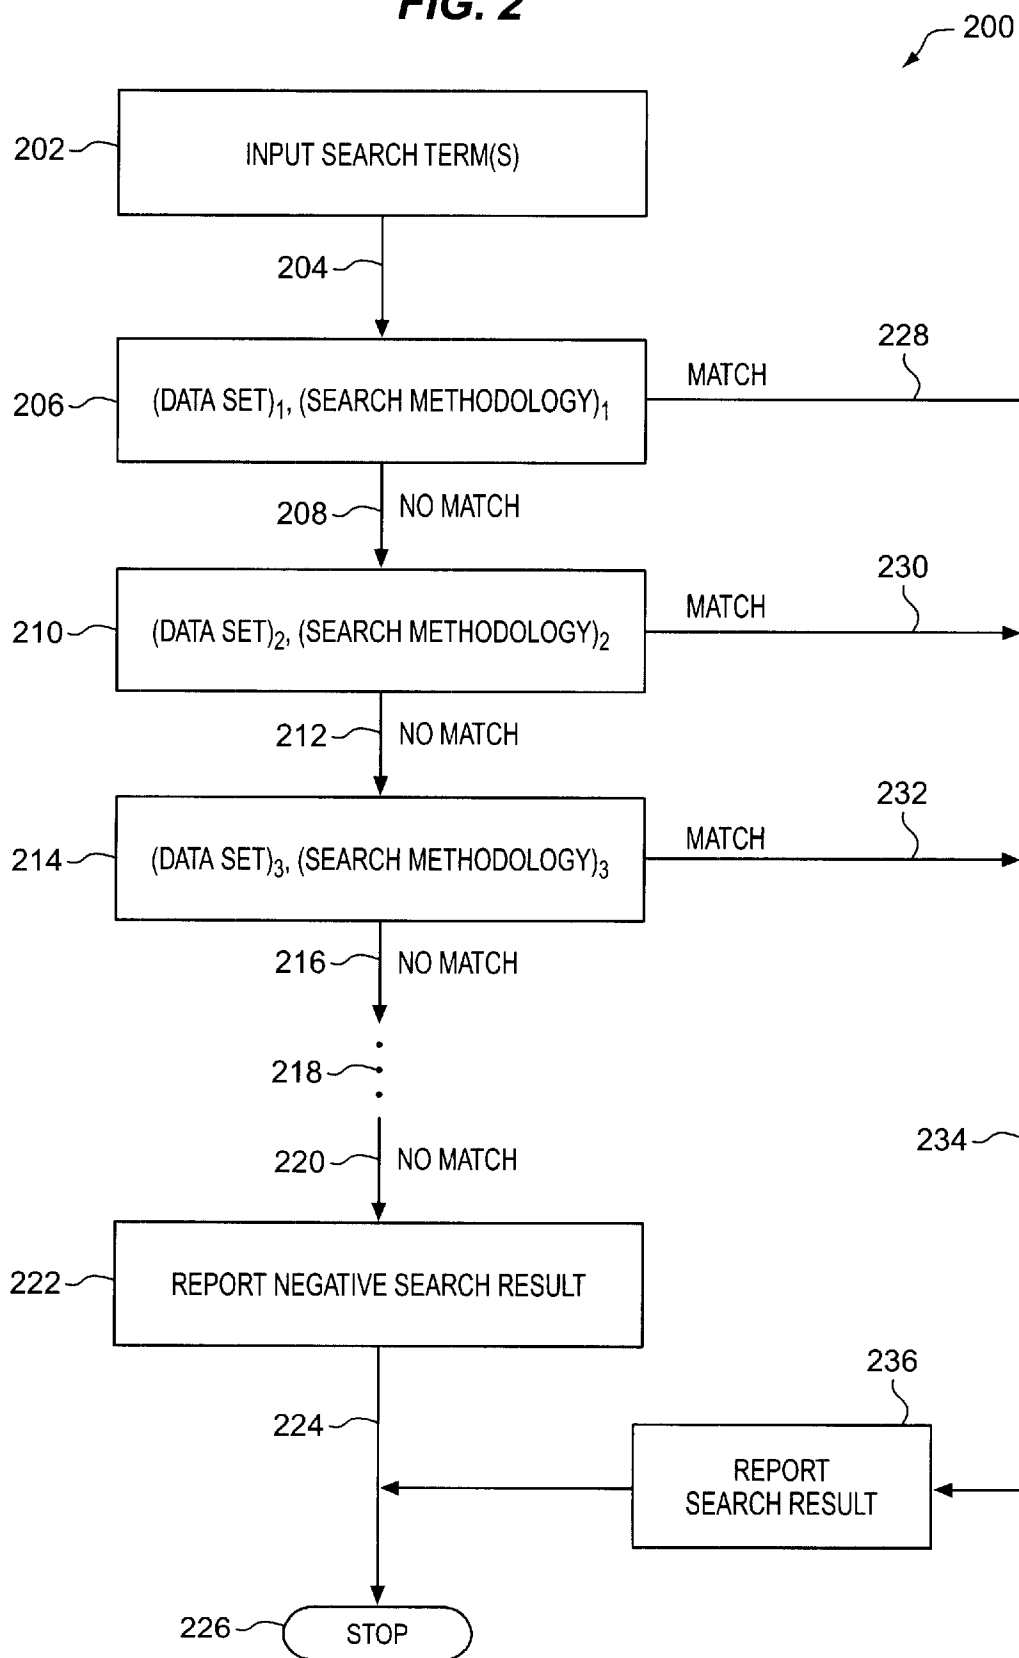 FIG. 2
200
202
INPUT SEARCH TERM(S)
204
228
MATCH
206
(DATA SET)1, (SEARCH METHODOLOGY)1
208
NO MATCH
230
MATCH
210
(DATA SET)2, (SEARCH METHODOLOGY)2
212
NO MATCH
232
MATCH
214
(DATA SET)3, (SEARCH METHODOLOGY)3
216
NO MATCH
218
234
220
NO MATCH
222
REPORT NEGATIVE SEARCH RESULT
236
224
REPORT
SEARCH RESULT
226
STOP